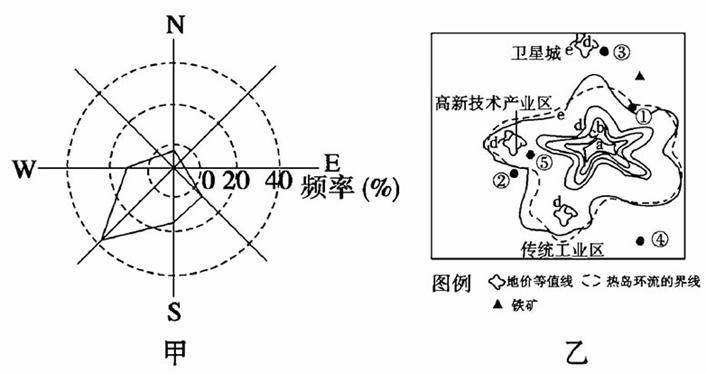 N
W
E
0 20 40
频率(%)
S
甲
卫星城
e
d
③
高新技术产业区
①
e
d
b
a
d
⑤
②
d
④
传统工业区
图例
地价等值线
热岛环流的界线
▲ 铁矿
乙